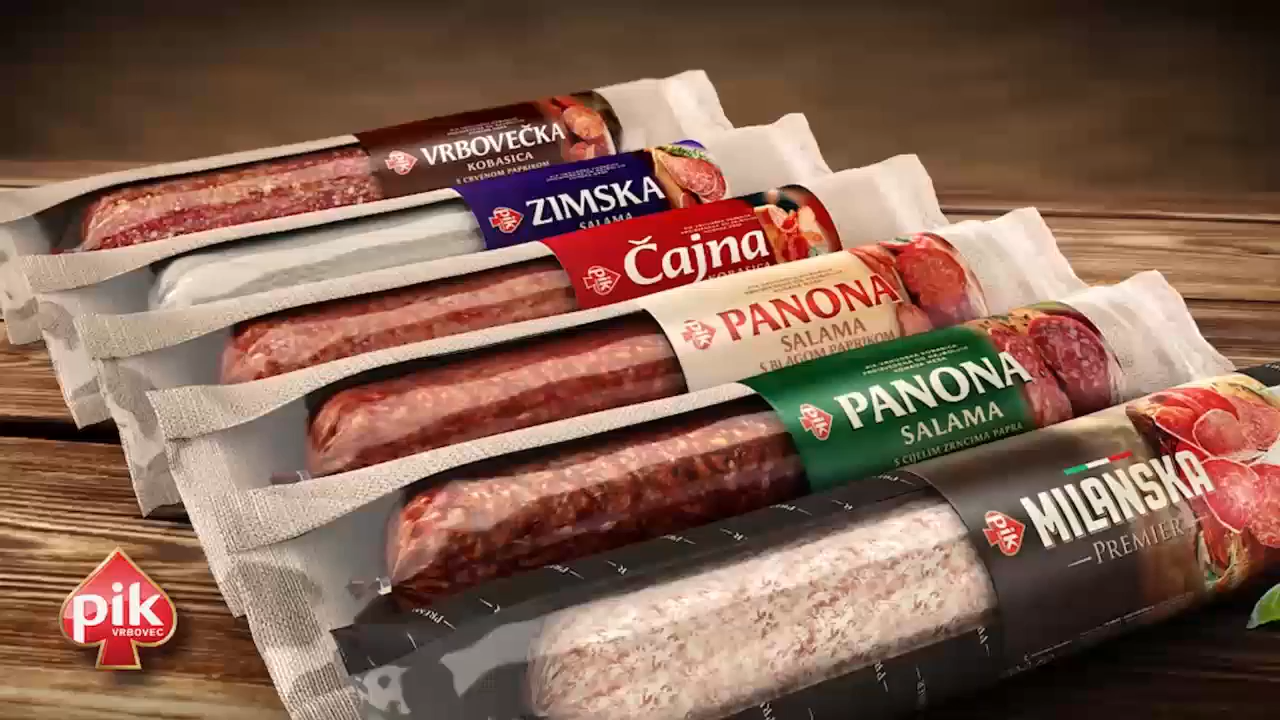 VRBOVEČKA
KOBASICA
S CRVENOM PAPRIKOM
pik
ZIMSKA
SALAMA
pik
Čajna
KOBASICA
pik
PANONA
SALAMA
S BLAGOM PAPRIKOM
pik
PANONA
SALAMA
S CIJELIM ZRNCIMA PAPRA
pik
MILANSKA
PREMIER
pik
pik
VRBOVEC